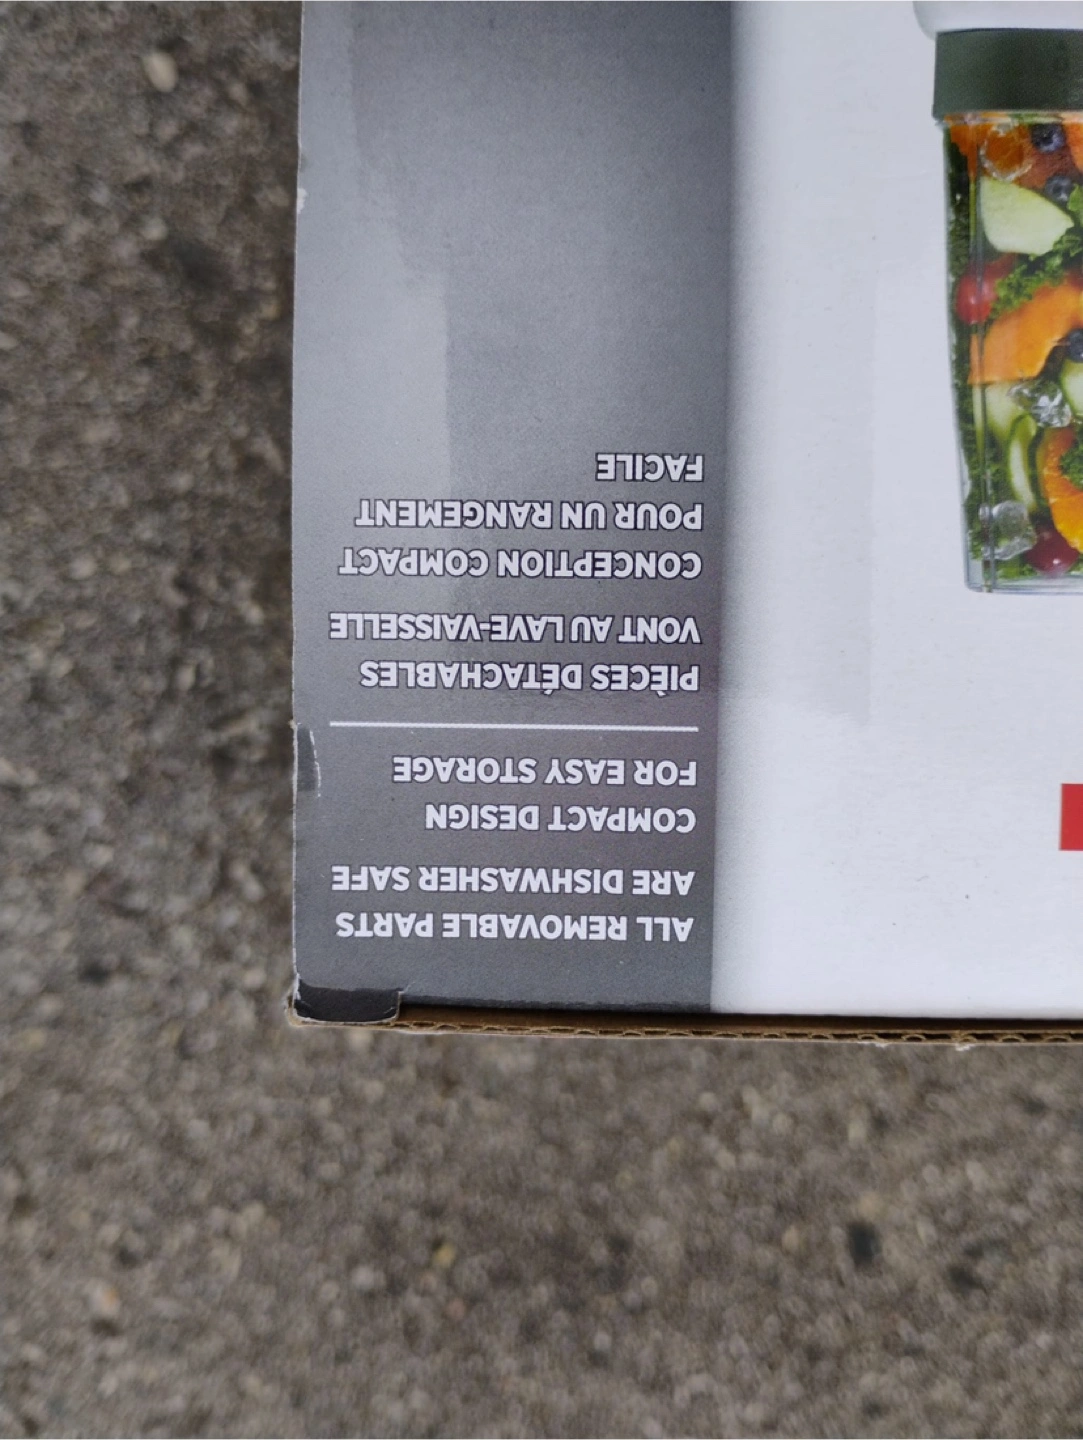 ALL REMOVABLE PARTS
ARE DISHWASHER SAFE
COMPACT DESIGN
FOR EASY STORAGE
PIÈCES DÉTACHABLES
VONT AU LAVE-VAISSELLE
CONCEPTION COMPACT
POUR UN RANGEMENT
FACILE